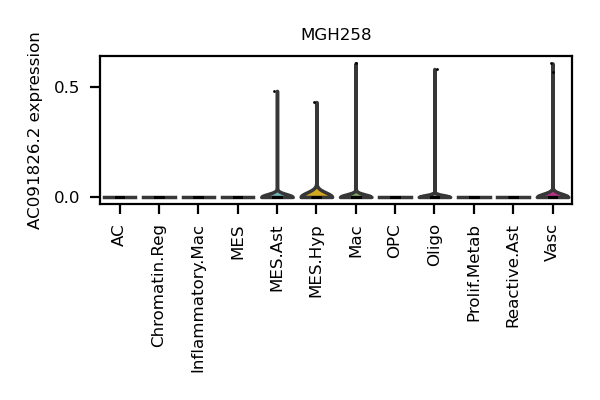 MGH258
AC091826.2 expression
0.5
0.0
AC
Chromatin.Reg
Inflammatory.Mac
MES
MES.Ast
MES.Hyp
Mac
OPC
Oligo
Prolif.Metab
Reactive.Ast
Vasc